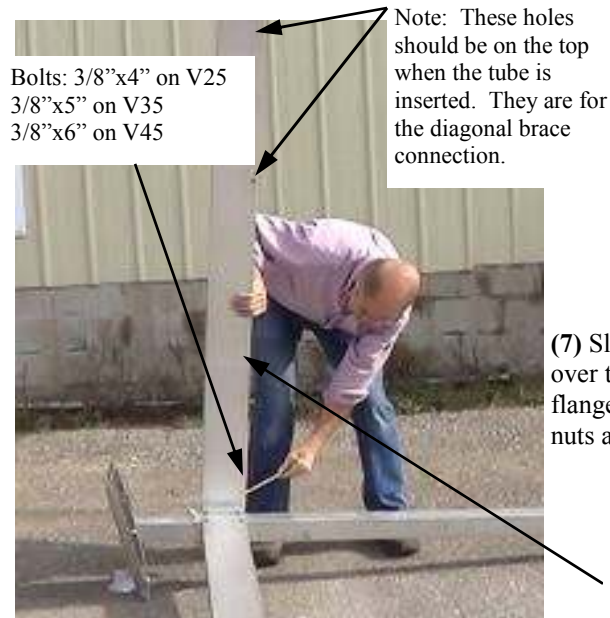 Note: These holes
should be on the top
when the tube is
inserted. They are for
the diagonal brace
connection.
Bolts: 3/8”x4” on V25
3/8”x5” on V35
3/8”x6” on V45
(7)
over
flange
nuts